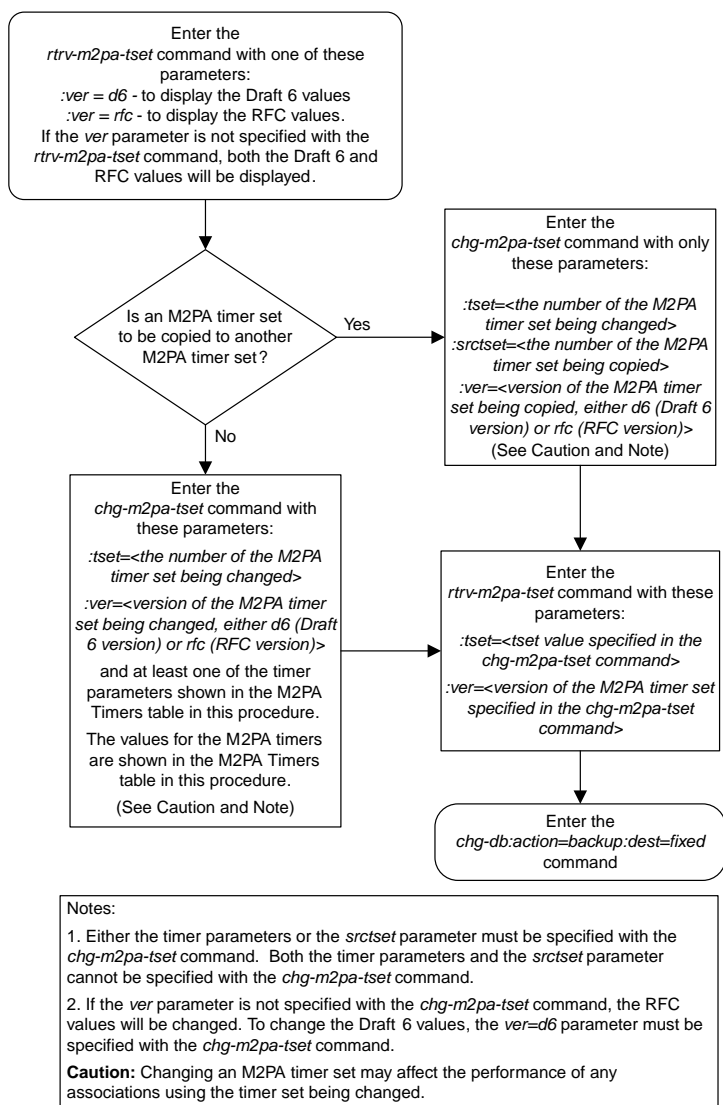 Enter the
rtrv-m2pa-tset command with one of these
parameters:
:ver = d6 - to display the Draft 6 values
:ver = rfc - to display the RFC values.
If the ver parameter is not specified with the
rtrv-m2pa-tset command, both the Draft 6 and
RFC values will be displayed.
Is an M2PA timer set
to be copied to another
M2PA timer set?
Yes
No
Enter the
chg-m2pa-tset command with only
these parameters:
:tset=<the number of the M2PA
timer set being changed>
:srctset=<the number of the M2PA
timer set being copied>
:ver=<version of the M2PA timer
set being copied, either d6 (Draft 6
version) or rfc (RFC version)>
(See Caution and Note)
Enter the
chg-m2pa-tset command with
these parameters:
:tset=<the number of the M2PA
timer set being changed>
:ver=<version of the M2PA timer
set being changed, either d6 (Draft
6 version) or rfc (RFC version)>
and at least one of the timer
parameters shown in the M2PA
Timers table in this procedure.
The values for the M2PA timers
are shown in the M2PA Timers
table in this procedure.
(See Caution and Note)
Enter the
rtrv-m2pa-tset command with these
parameters:
:tset=<tset value specified in the
chg-m2pa-tset command>
:ver=<version of the M2PA timer set
specified in the chg-m2pa-tset
command>
Enter the
chg-db:action=backup:dest=fixed
command
Notes:
1. Either the timer parameters or the srctset parameter must be specified with the
chg-m2pa-tset command.  Both the timer parameters and the srctset parameter
cannot be specified with the chg-m2pa-tset command.
2. If the ver parameter is not specified with the chg-m2pa-tset command, the RFC
values will be changed. To change the Draft 6 values, the ver=d6 parameter must be
specified with the chg-m2pa-tset command.
Caution: Changing an M2PA timer set may affect the performance of any
associations using the timer set being changed.